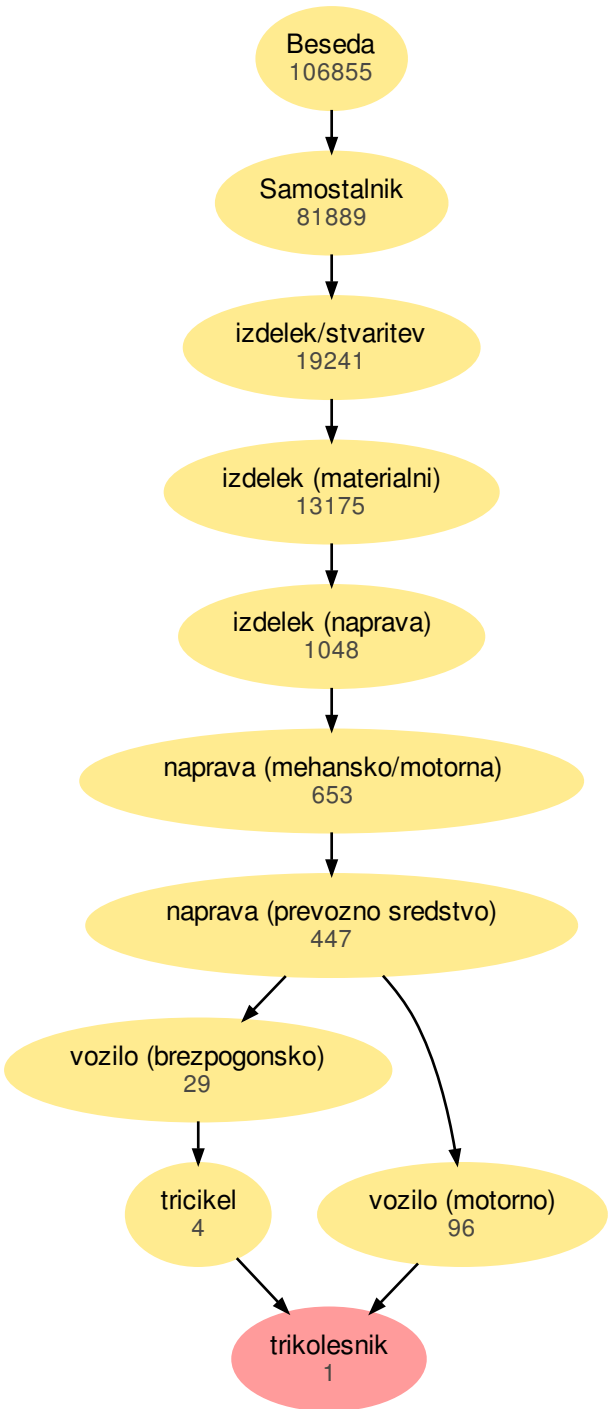 Beseda
106855
Samostalnik
81889
izdelek/stvaritev
19241
izdelek (materialni)
13175
izdelek (naprava)
1048
naprava (mehansko/motorna)
653
naprava (prevozno sredstvo)
447
vozilo (brezpogonsko)
29
tricikel
4
vozilo (motorno)
96
trikolesnik
1